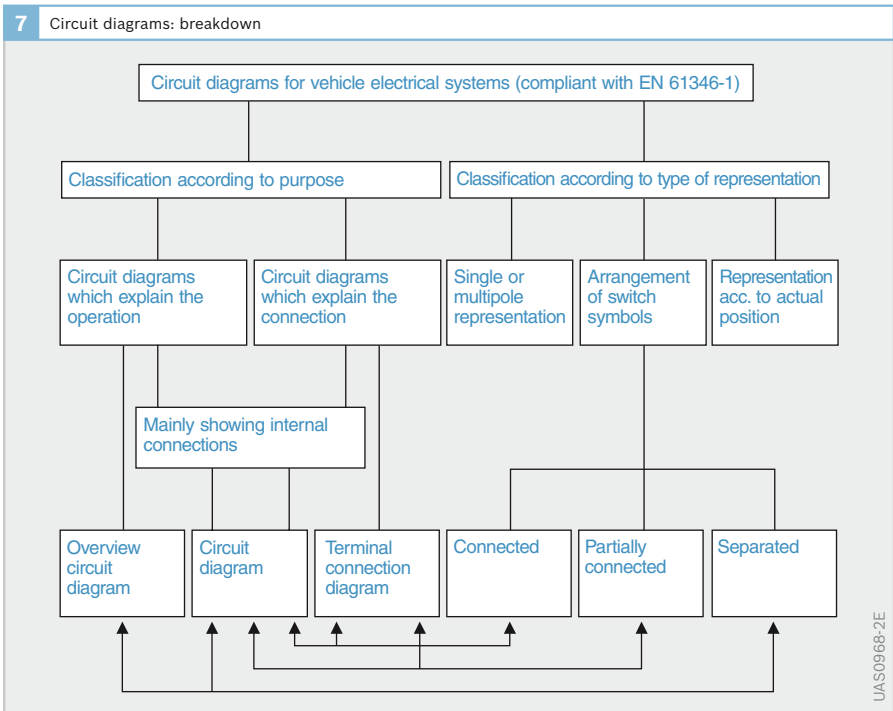 7 Circuit diagrams: breakdown
Circuit diagrams for vehicle electrical systems (compliant with EN 61346-1)
Classification according to purpose
Classification according to type of representation
Circuit diagrams
which explain the
operation
Circuit diagrams
which explain the
connection
Single or
multipole
representation
Arrangement
of switch
symbols
Representation
acc. to actual
position
Mainly showing internal
connections
Overview
circuit
diagram
Circuit
diagram
Terminal
connection
diagram
Connected
Partially
connected
Separated
UAS0968-2E